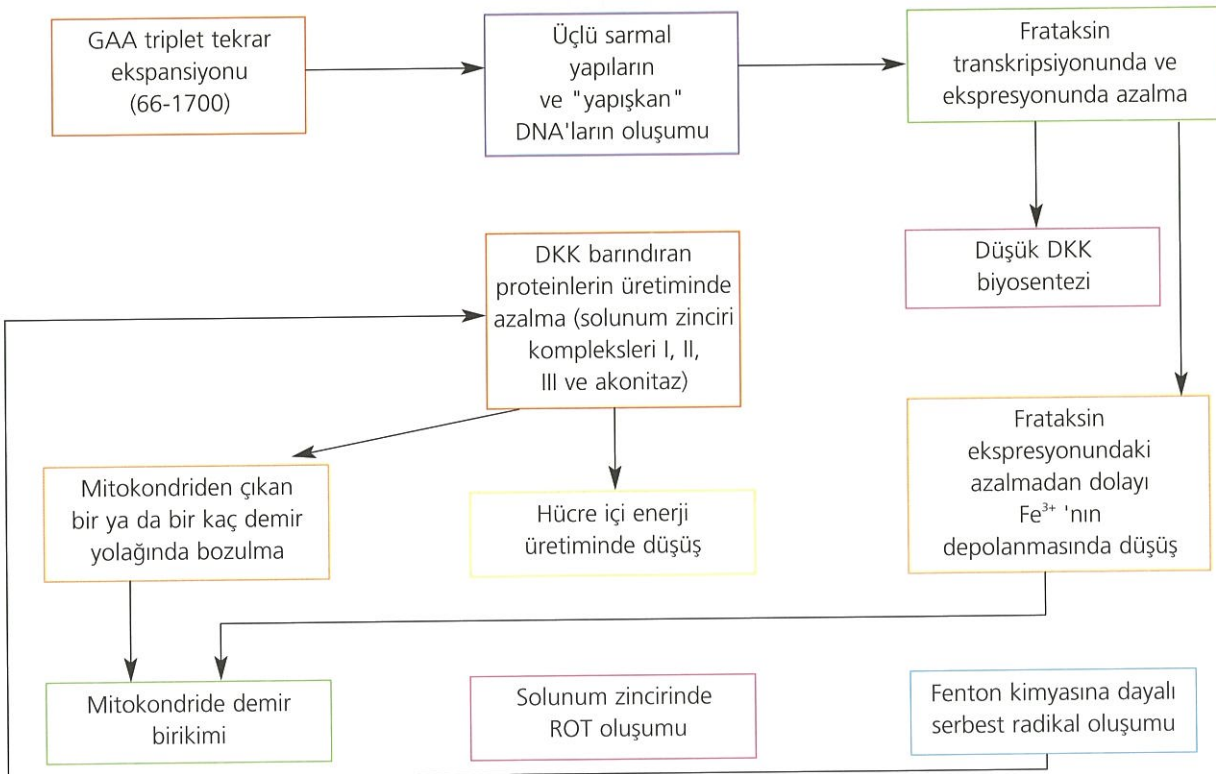 GAA triplet tekrar
ekspansiyonu
(66-1700)
Üçlü sarmal
yapıların
ve "yapışkan"
DNA'ların oluşumu
Frataksin
transkripsiyonunda ve
ekspresyonunda azalma
DKK barındıran
proteinlerin üretiminde
azalma (solunum zinciri
kompleksleri I, II,
III ve akonitaz)
Düşük DKK
biyosentezi
Mitokondriden çıkan
bir ya da bir kaç demir
yolağında bozulma
Hücre içi enerji
üretiminde düşüş
Frataksin
ekspresyonundaki
azalmadan dolayı
Fe³⁺ 'nın
depolanmasında düşüş
Mitokondride demir
birikimi
Solunum zincirinde
ROT oluşumu
Fenton kimyasına dayalı
serbest radikal oluşumu